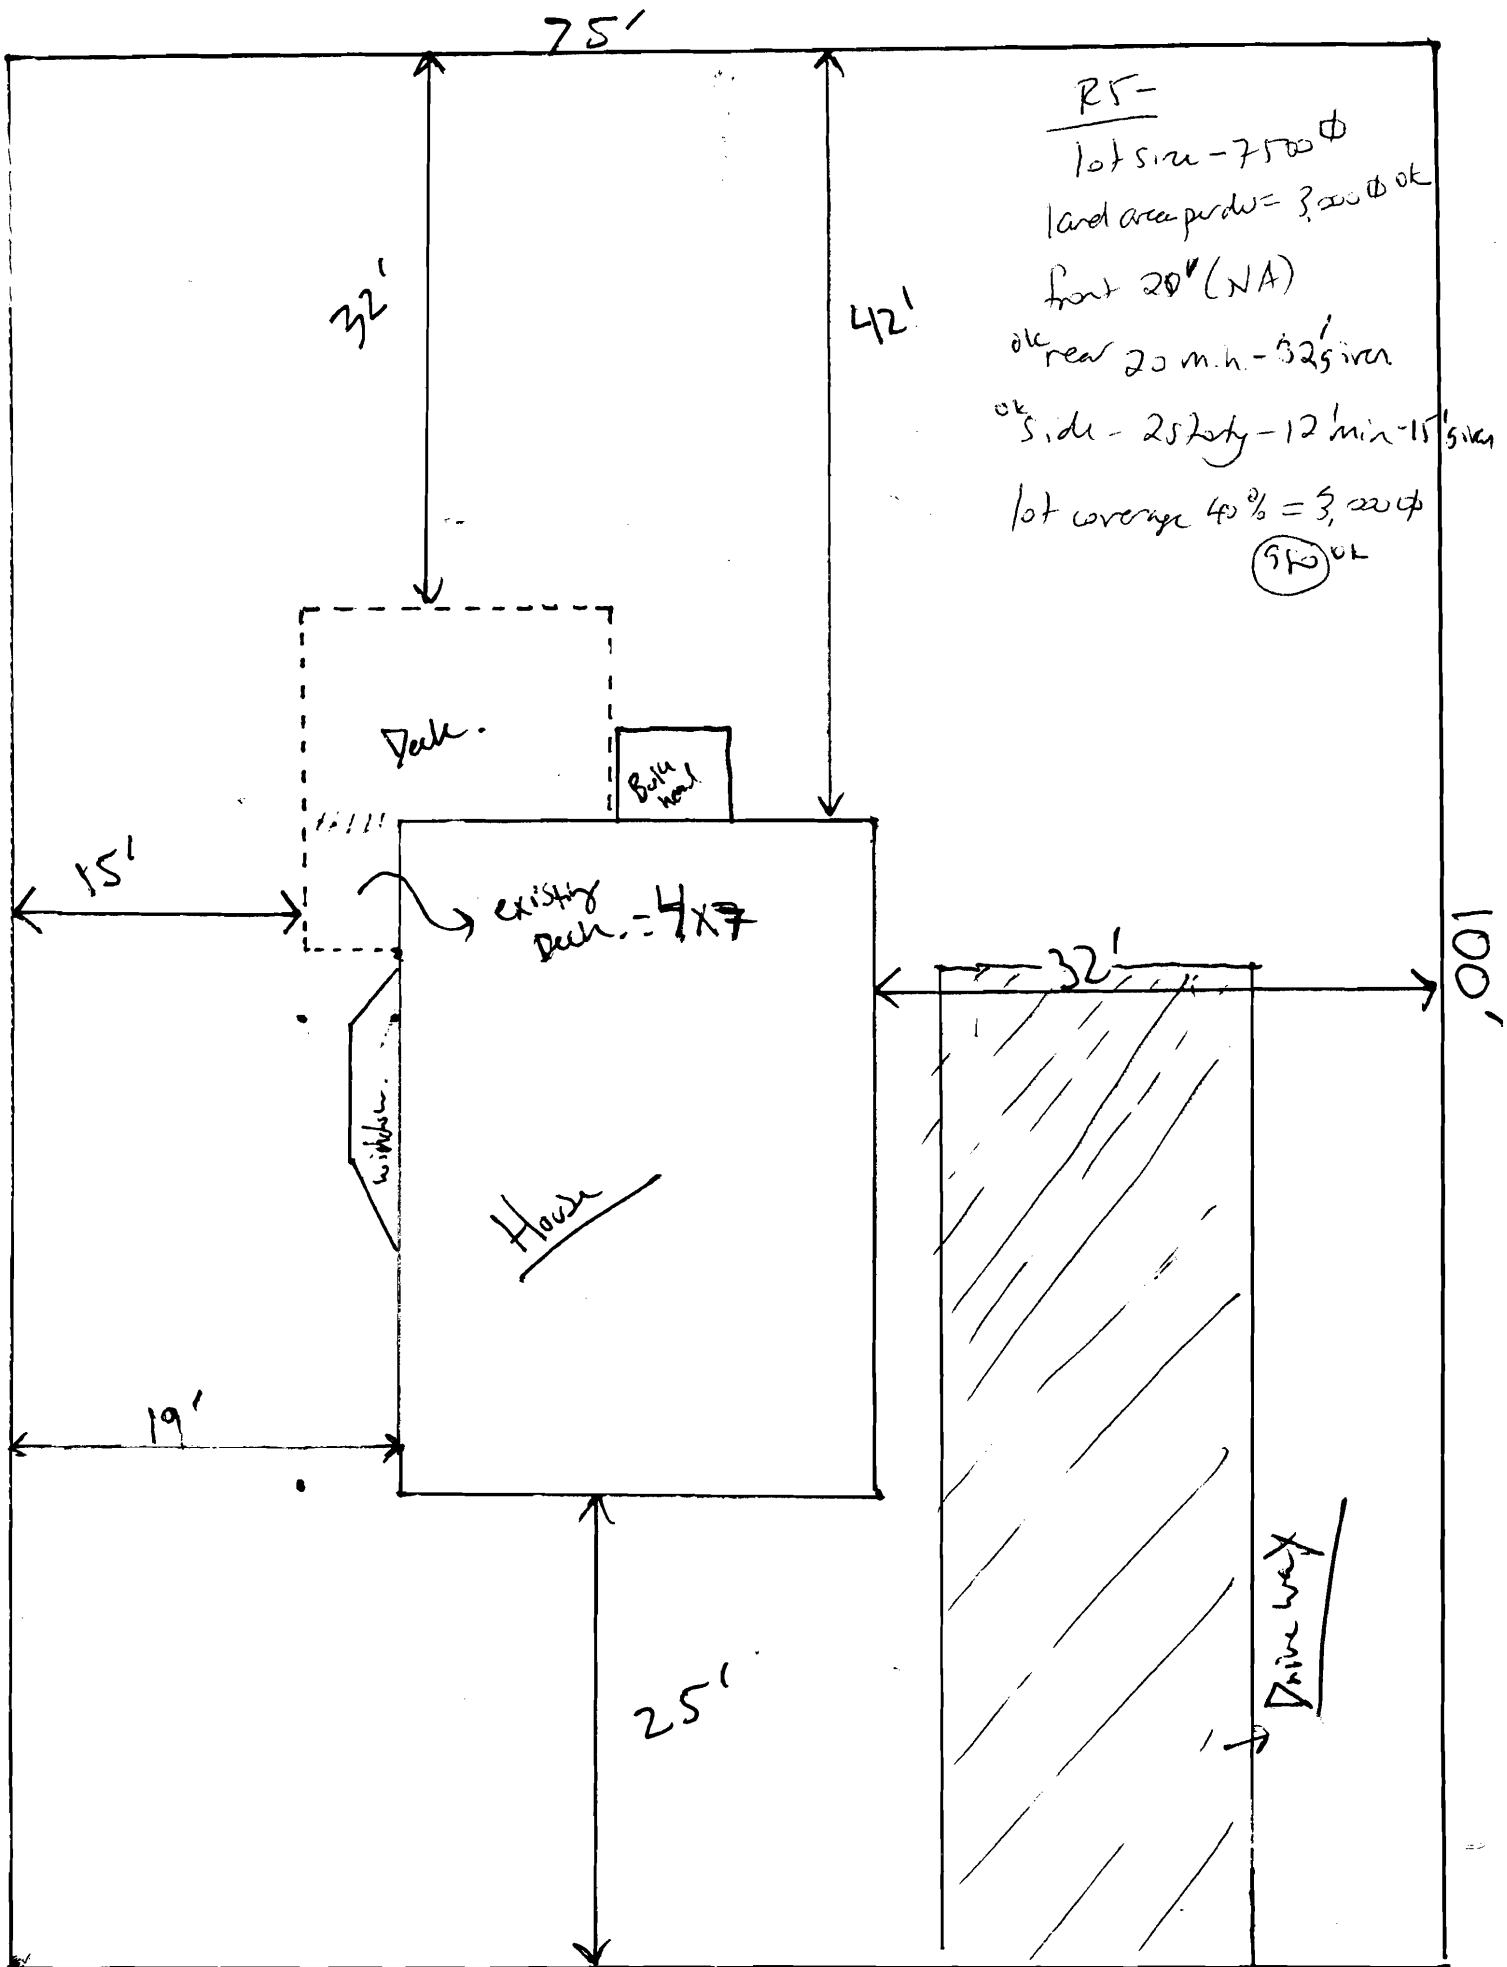 75'
R5-
lot size - 7500 ф
land area per du = 3,000 ф ok
front 20' (NA)
ok rear 20 min - 32' given
ok side - 2 story - 12' min - 15' given
lot coverage 40% = 3,000 ф
ok
32'
42'
Deck.
Bulk
head
15'
existing
Deck. = 4x7
32'
100'
window.
House
19'
25'
Drive way